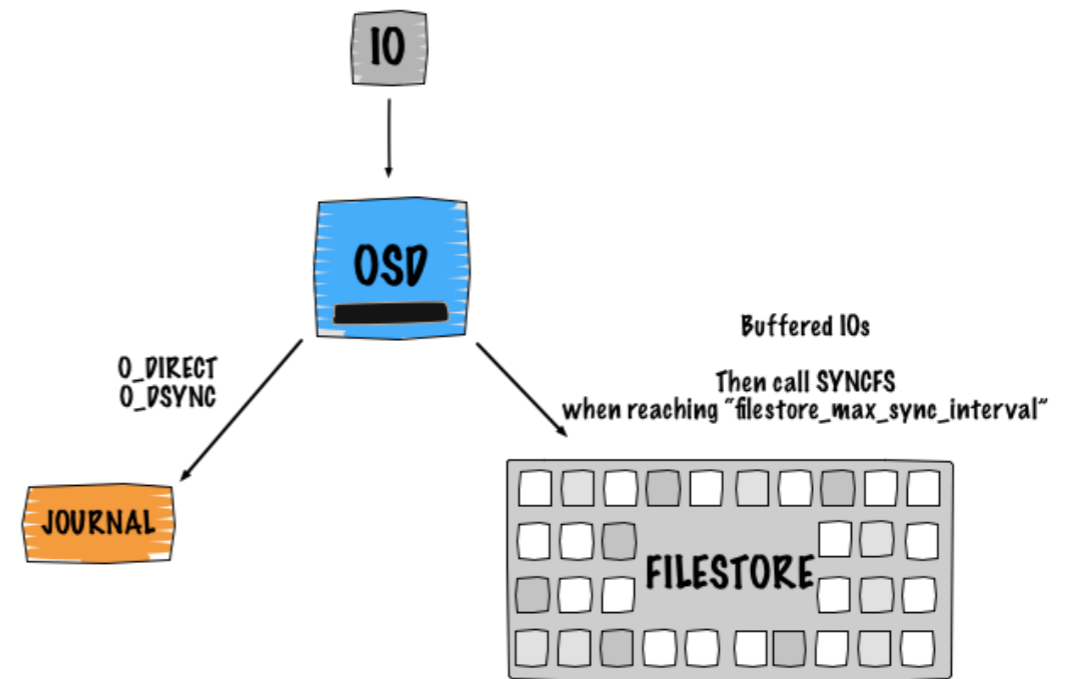 IO
OSD
O_DIRECT
O_DSYNC
Buffered IOs
Then call SYNCFS
when reaching "filestore_max_sync_interval"
JOURNAL
FILESTORE